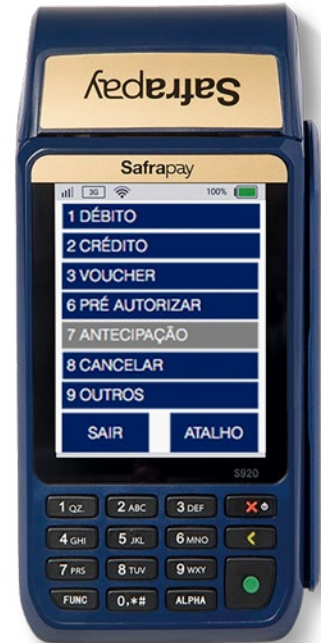 Safrapay
Safrapay
3G 100%
1 DÉBITO
2 CRÉDITO
3 VOUCHER
6 PRÉ AUTORIZAR
7 ANTECIPAÇÃO
8 CANCELAR
9 OUTROS
SAIR ATALHO
S920
1 QZ. 2 ABC 3 DEF
4 GHI 5 JKL 6 MNO
7 PRS 8 TUV 9 WXY
FUNC 0,*# ALPHA